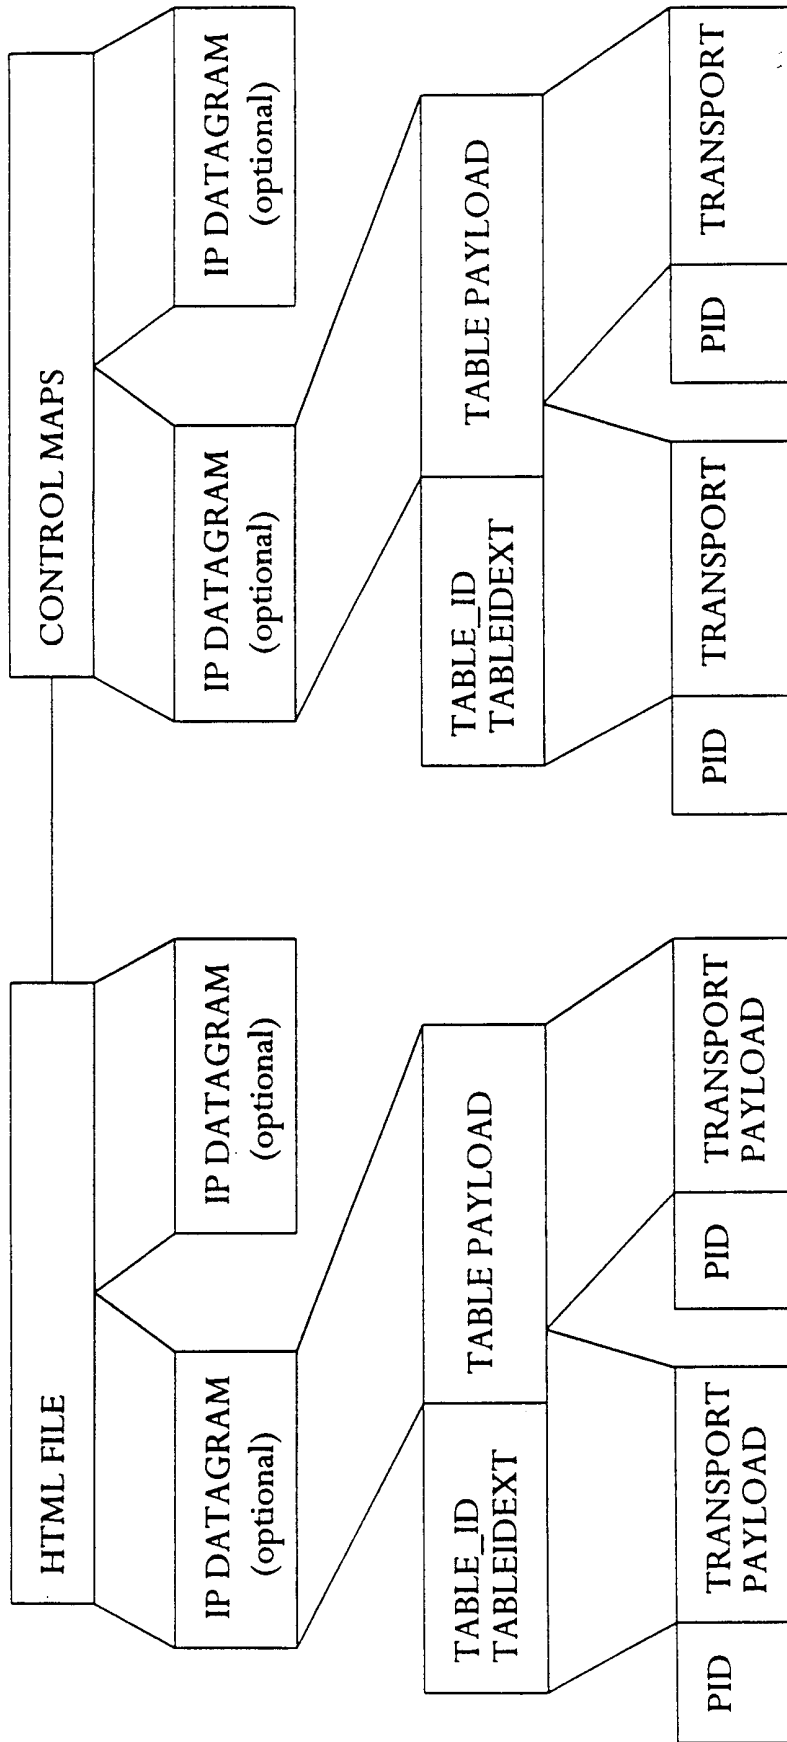 HTML FILE
CONTROL MAPS
IP DATAGRAM
(optional)
IP DATAGRAM
(optional)
IP DATAGRAM
(optional)
IP DATAGRAM
(optional)
TABLE_ID
TABLEIDEXT
TABLE PAYLOAD
TABLE_ID
TABLEIDEXT
TABLE PAYLOAD
PID
TRANSPORT
PAYLOAD
PID
TRANSPORT
PAYLOAD
PID
TRANSPORT
PID
TRANSPORT